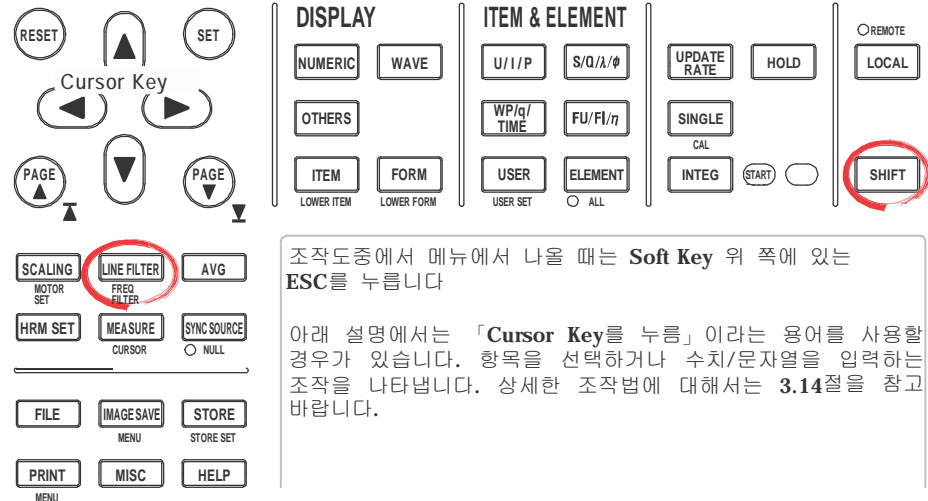 DISPLAY
ITEM & ELEMENT
RESET
SET
REMOTE
NUMERIC
WAVE
U / I / P
S/Q/λ/ϕ
UPDATE RATE
HOLD
LOCAL
Cursor Key
OTHERS
WP/q/ TIME
FU/FI/η
SINGLE
CAL
PAGE
PAGE
ITEM
FORM
USER
ELEMENT
INTEG
START
SHIFT
LOWER ITEM
LOWER FORM
USER SET
ALL
SCALING
LINE FILTER
AVG
MOTOR SET
FREQ FILTER
HRM SET
MEASURE
SYNC SOURCE
CURSOR
NULL
FILE
IMAGE SAVE
STORE
MENU
STORE SET
PRINT
MISC
HELP
MENU
조작도중에서 메뉴에서 나올 때는 Soft Key 위 쪽에 있는
ESC를 누릅니다
아래 설명에서는 「Cursor Key를 누름」이라는 용어를 사용할
경우가 있습니다. 항목을 선택하거나 수치/문자열을 입력하는
조작을 나타냅니다. 상세한 조작법에 대해서는 3.14절을 참고
바랍니다.